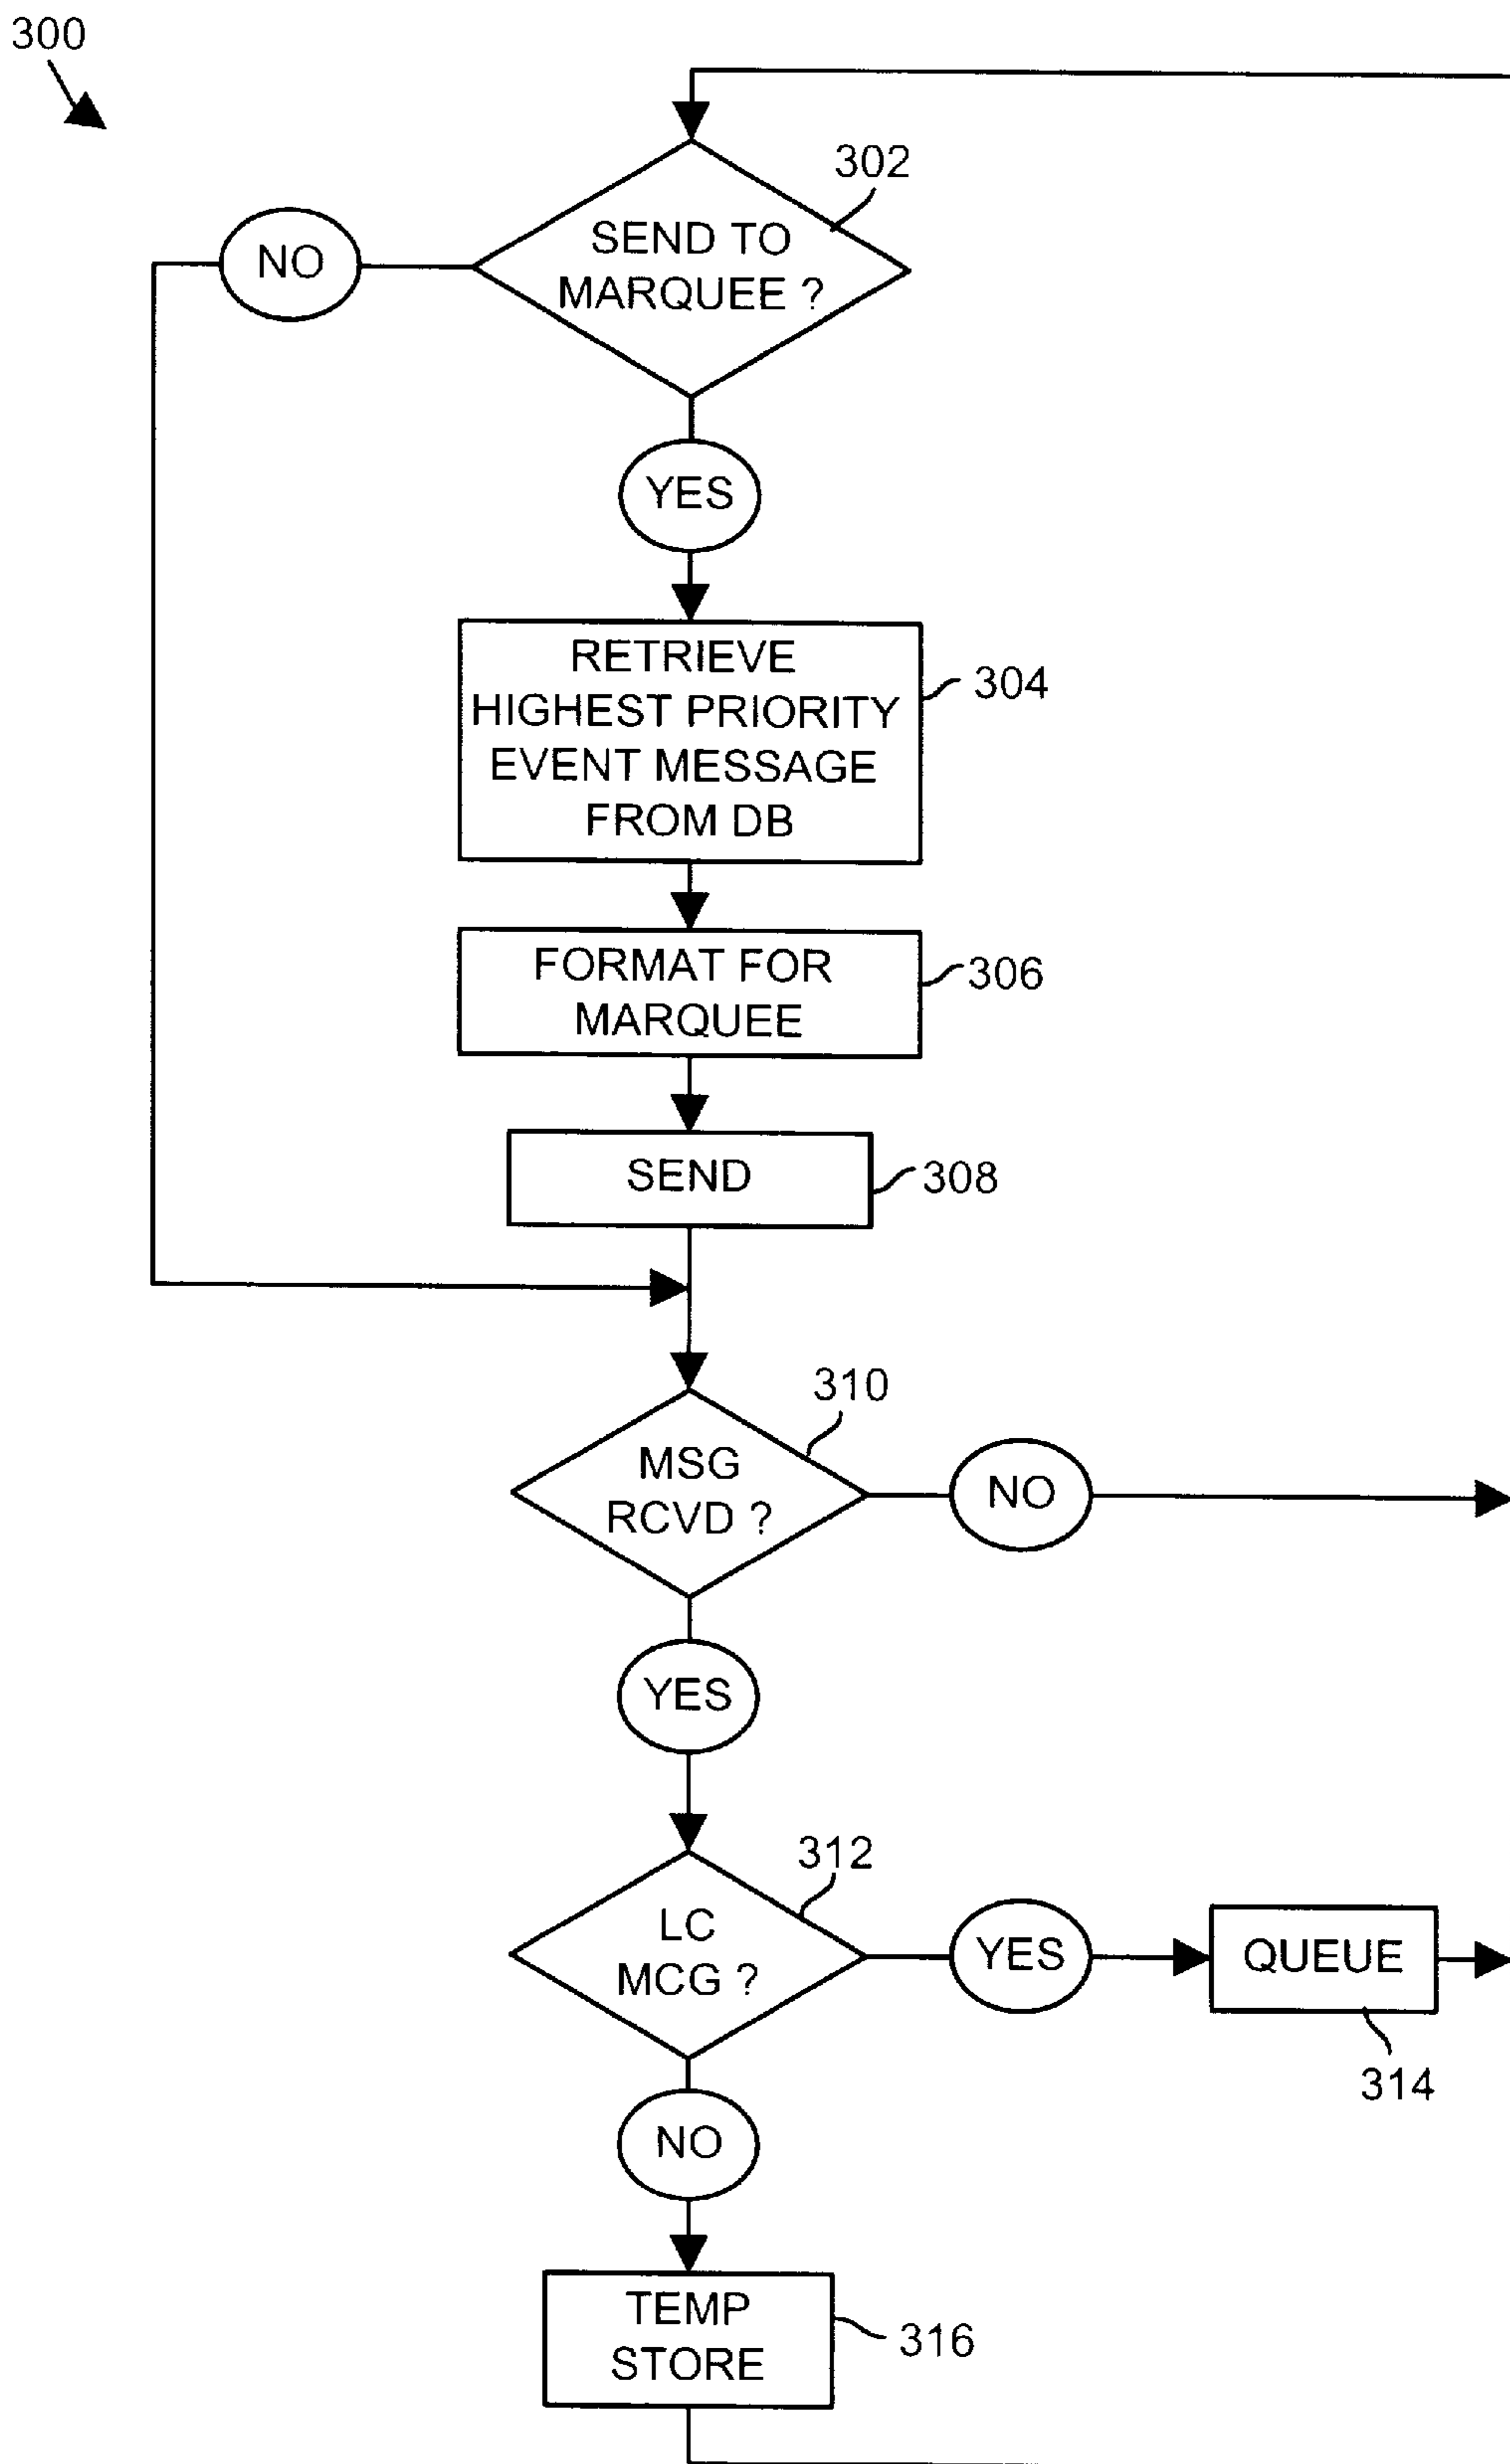 300
302
SEND TO
MARQUEE ?
NO
YES
RETRIEVE
HIGHEST PRIORITY
EVENT MESSAGE
FROM DB
304
FORMAT FOR
MARQUEE
306
SEND
308
310
MSG
RCVD ?
NO
YES
312
LC
MCG ?
YES
QUEUE
314
NO
TEMP
STORE
316